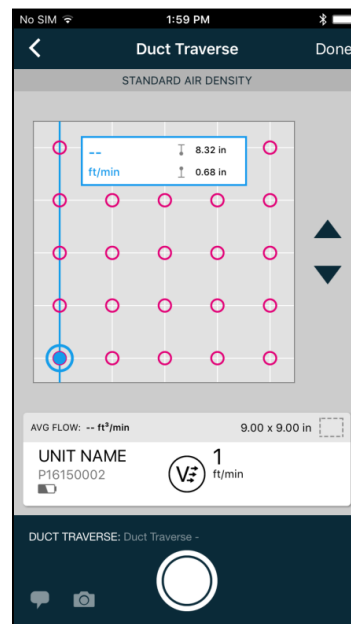 No SIM 1:59 PM
Duct Traverse Done
STANDARD AIR DENSITY
-- 8.32 in
ft/min 0.68 in
AVG FLOW: -- ft³/min 9.00 x 9.00 in
UNIT NAME 1
P16150002 V ft/min
DUCT TRAVERSE: Duct Traverse -